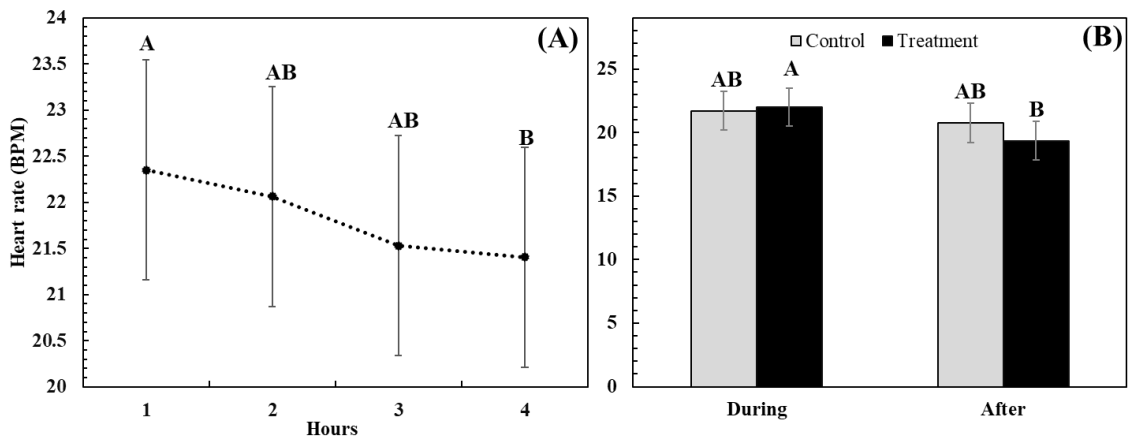 (A)
Heart rate (BPM)
24
23.5
23
22.5
22
21.5
21
20.5
20
A
AB
AB
B
1 2 3 4
Hours
(B)
Control Treatment
25
20
15
10
5
0
AB A AB B
During After